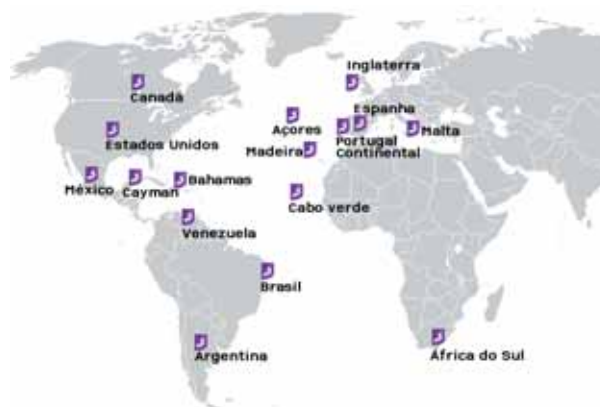 Inglaterra
Canadá
Espanha
Açores
Portugal
Continental
Malta
Estados Unidos
Madeira
México
Cayman
Bahamas
Cabo verde
Venezuela
Brasil
Argentina
África do Sul